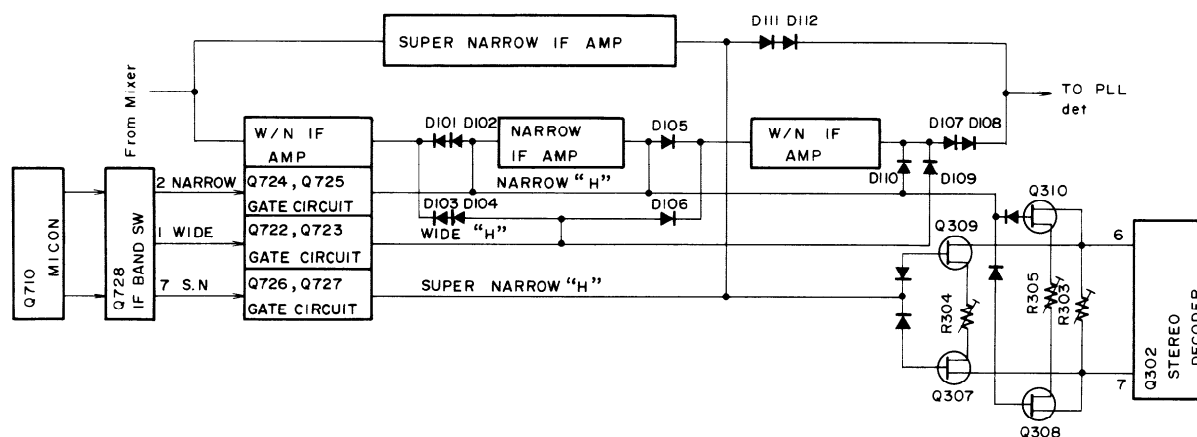 D111 D112
SUPER NARROW IF AMP
From Mixer
TO PLL
det
W/N IF
AMP
D101 D102
NARROW
IF AMP
D105
W/N IF
AMP
D107 D108
2 NARROW
Q724, Q725
GATE CIRCUIT
NARROW "H"
D110
D109
Q310
D103 D104
D106
WIDE "H"
Q710
MICON
Q728
IF BAND SW
1 WIDE
Q722, Q723
GATE CIRCUIT
Q309
6
7 S.N
Q726, Q727
GATE CIRCUIT
SUPER NARROW "H"
R304
R305
R303
Q302
STEREO
DECODER
7
Q307
Q308